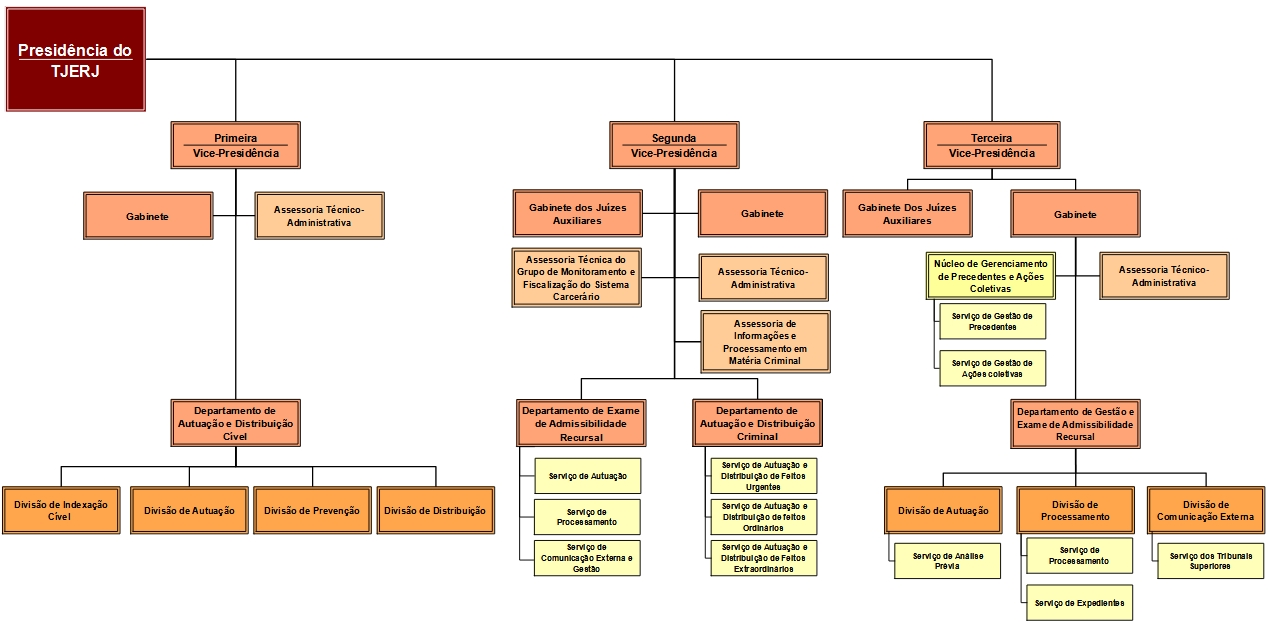 Presidência do
TJERJ
Primeira
Vice-Presidência
Segunda
Vice-Presidência
Terceira
Vice-Presidência
Gabinete
Assessoria Técnico-
Administrativa
Gabinete dos Juízes
Auxiliares
Gabinete
Gabinete Dos Juízes
Auxiliares
Gabinete
Assessoria Técnica do
Grupo de Monitoramento e
Fiscalização do Sistema
Carcerário
Assessoria Técnico-
Administrativa
Núcleo de Gerenciamento
de Precedentes e Ações
Coletivas
Assessoria Técnico-
Administrativa
Assessoria de
Informações e
Processamento em
Matéria Criminal
Serviço de Gestão de
Precedentes
Serviço de Gestão de
Ações coletivas
Departamento de
Autuação e Distribuição
Cível
Departamento de Exame
de Admissibilidade
Recursal
Departamento de
Autuação e Distribuição
Criminal
Departamento de Gestão e
Exame de Admissibilidade
Recursal
Divisão de Indexação
Cível
Divisão de Autuação
Divisão de Prevenção
Divisão de Distribuição
Serviço de Autuação
Serviço de
Processamento
Serviço de
Comunicação Externa e
Gestão
Serviço de Autuação e
Distribuição de Feitos
Urgentes
Serviço de Autuação e
Distribuição de feitos
Ordinários
Serviço de Autuação e
Distribuição de Feitos
Extraordinários
Divisão de Autuação
Divisão de
Processamento
Divisão de
Comunicação Externa
Serviço de Análise
Prévia
Serviço de
Processamento
Serviço de Expedientes
Serviço dos Tribunais
Superiores